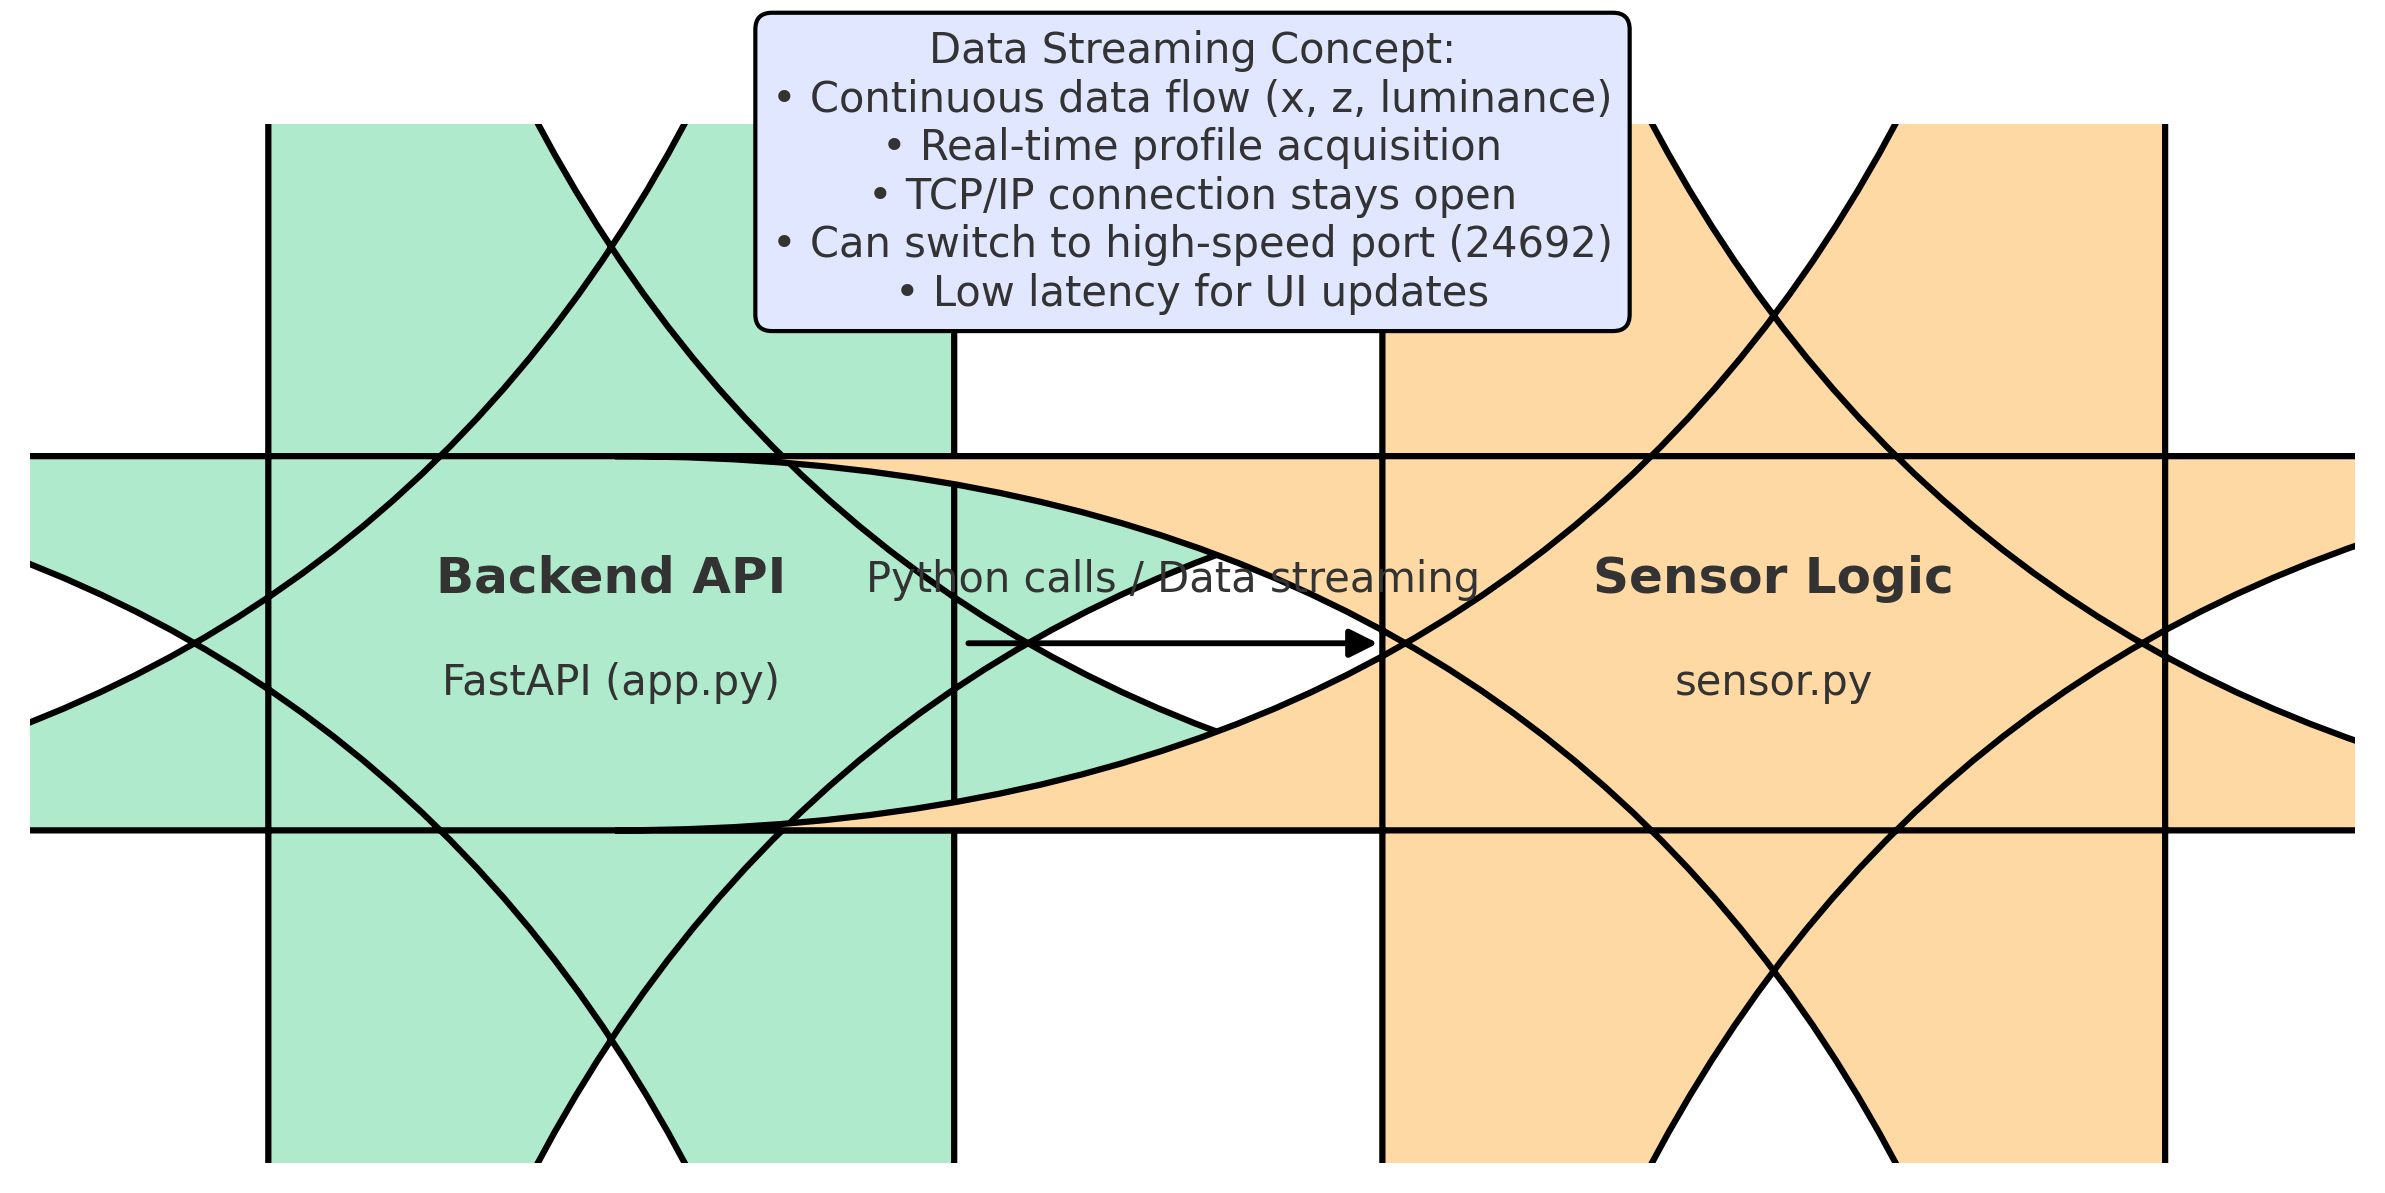 Data Streaming Concept:
• Continuous data flow (x, z, luminance)
• Real-time profile acquisition
• TCP/IP connection stays open
• Can switch to high-speed port (24692)
• Low latency for UI updates
Backend API
Python calls / Data streaming
Sensor Logic
FastAPI (app.py)
sensor.py